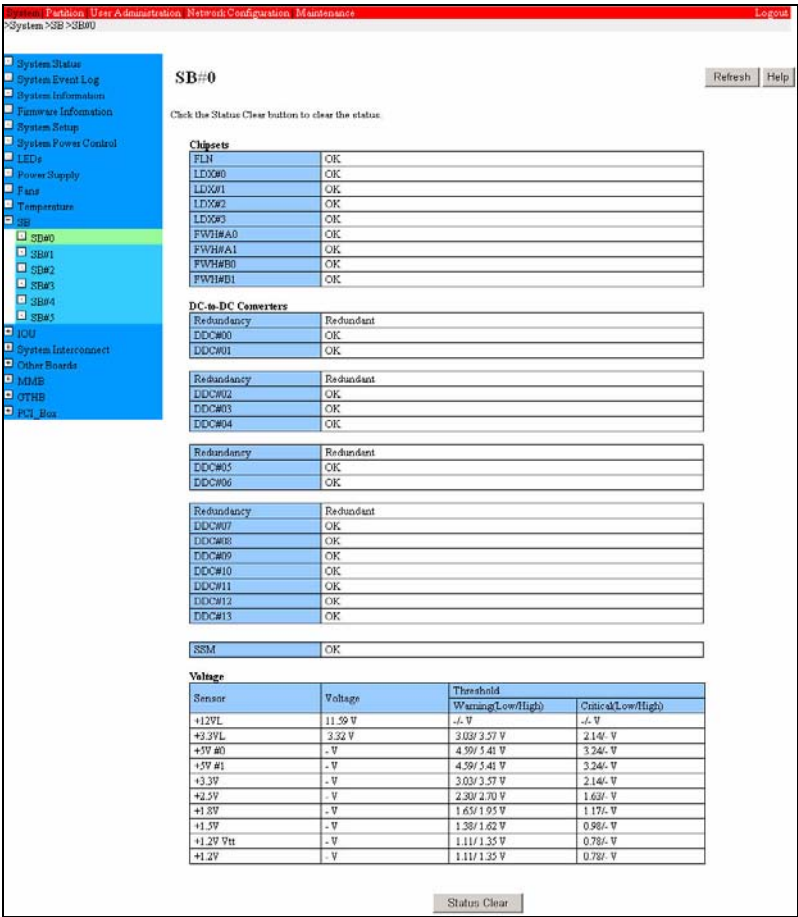 System Partition User Administration Network Configuration Maintenance Logout
>System >SB >SB#0
System Status
System Event Log
System Information
Firmware Information
System Setup
System Power Control
LEDs
Power Supply
Fans
Temperature
SB
SB#0
SB#1
SB#2
SB#3
SB#4
SB#5
IOU
System Interconnect
Other Boards
MMB
GTHB
PCI_Box
SB#0
Refresh Help
Click the Status Clear button to clear the status.
Chipsets
FLN OK
LDX#0 OK
LDX#1 OK
LDX#2 OK
LDX#3 OK
FWH#A0 OK
FWH#A1 OK
FWH#B0 OK
FWH#B1 OK
DC-to-DC Converters
Redundancy Redundant
DDC#00 OK
DDC#01 OK
Redundancy Redundant
DDC#02 OK
DDC#03 OK
DDC#04 OK
Redundancy Redundant
DDC#05 OK
DDC#06 OK
Redundancy Redundant
DDC#07 OK
DDC#08 OK
DDC#09 OK
DDC#10 OK
DDC#11 OK
DDC#12 OK
DDC#13 OK
SSM OK
Voltage
Sensor Voltage Threshold
Warning(Low/High) Critical(Low/High)
+12VL 11.59 V -/- V -/- V
+3.3VL 3.32 V 3.03/ 3.57 V 2.14/- V
+5V #0 - V 4.59/ 5.41 V 3.24/- V
+5V #1 - V 4.59/ 5.41 V 3.24/- V
+3.3V - V 3.03/ 3.57 V 2.14/- V
+2.5V - V 2.30/ 2.70 V 1.63/- V
+1.8V - V 1.65/ 1.95 V 1.17/- V
+1.5V - V 1.38/ 1.62 V 0.98/- V
+1.2V Vtt - V 1.11/ 1.35 V 0.78/- V
+1.2V - V 1.11/ 1.35 V 0.78/- V
Status Clear